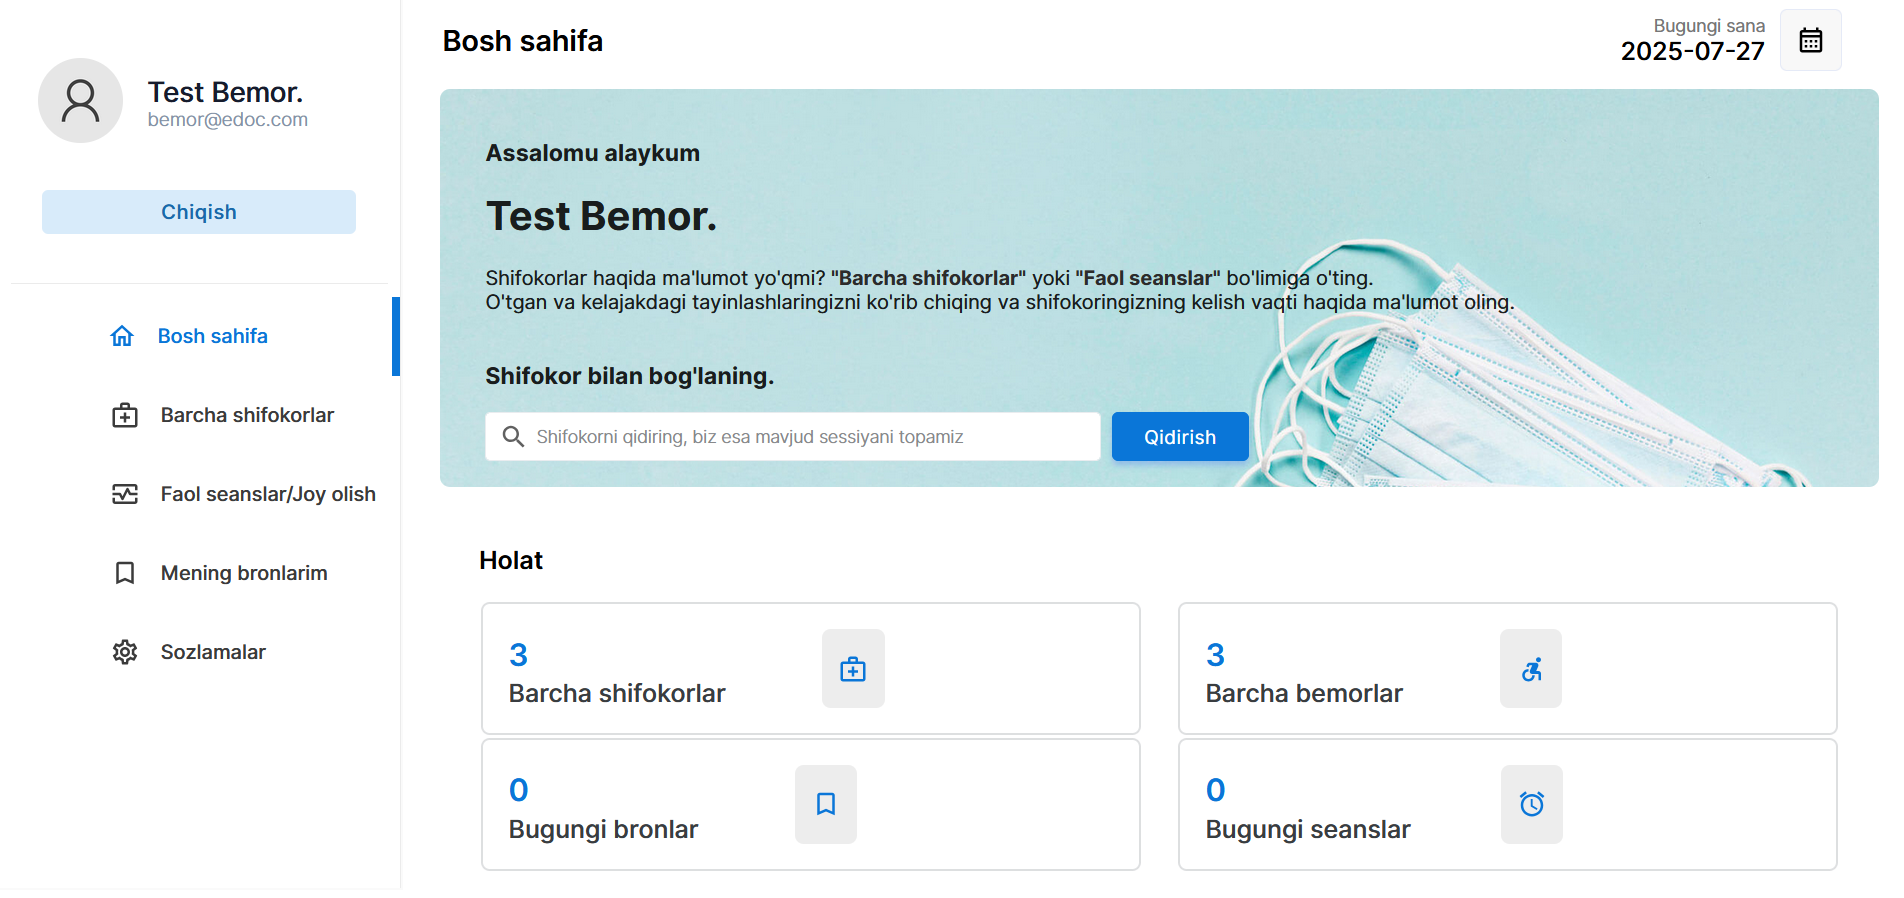 Test Bemor.
bemor@edoc.com
Chiqish
Bosh sahifa
Barcha shifokorlar
Faol seanslar/Joy olish
Mening bronlarim
Sozlamalar
Bosh sahifa
Bugungi sana
2025-07-27
Assalomu alaykum
Test Bemor.
Shifokorlar haqida ma'lumot yo'qmi? "Barcha shifokorlar" yoki "Faol seanslar" bo'limiga o'ting.
O'tgan va kelajakdagi tayinlashlaringizni ko'rib chiqing va shifokoringizning kelish vaqti haqida ma'lumot oling.
Shifokor bilan bog'laning.
Shifokorni qidiring, biz esa mavjud sessiyani topamiz
Qidirish
Holat
3
Barcha shifokorlar
3
Barcha bemorlar
0
Bugungi bronlar
0
Bugungi seanslar